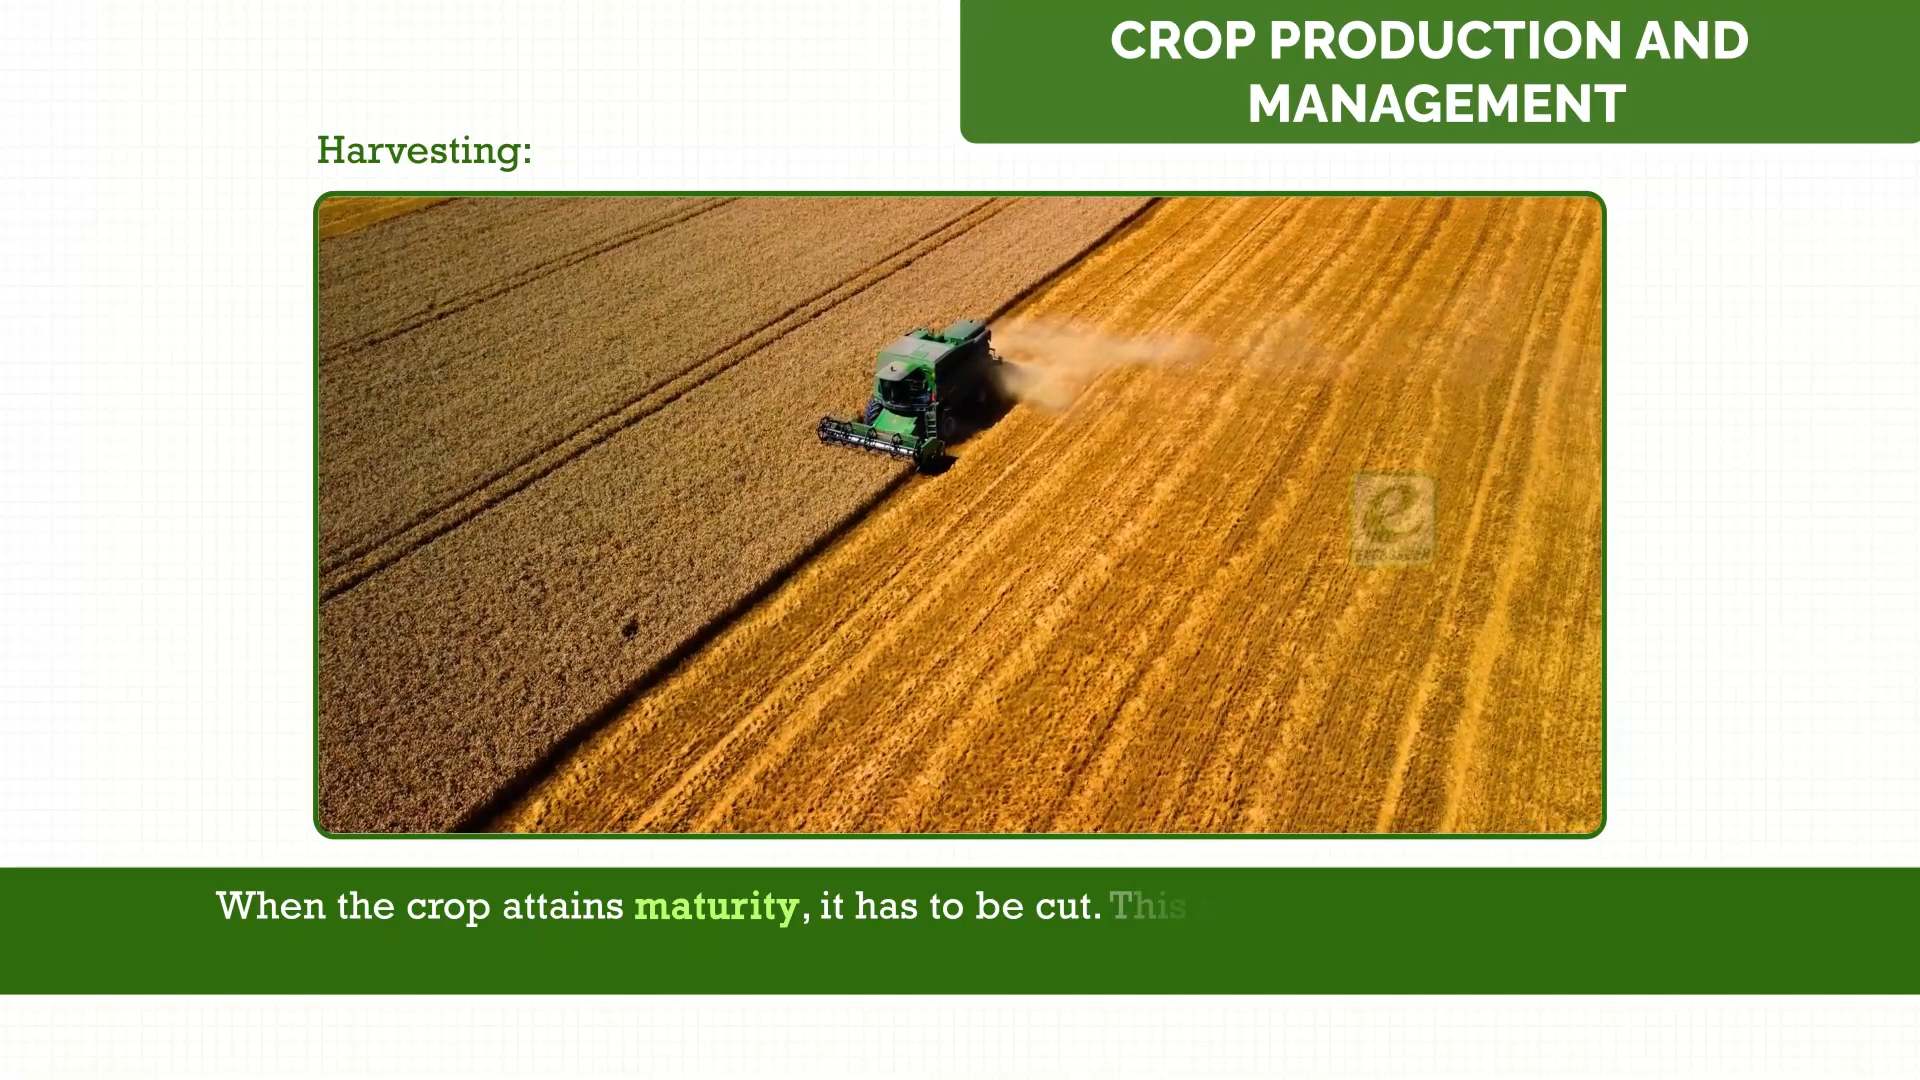 CROP PRODUCTION AND
MANAGEMENT
Harvesting:
When the crop attains maturity, it has to be cut. This